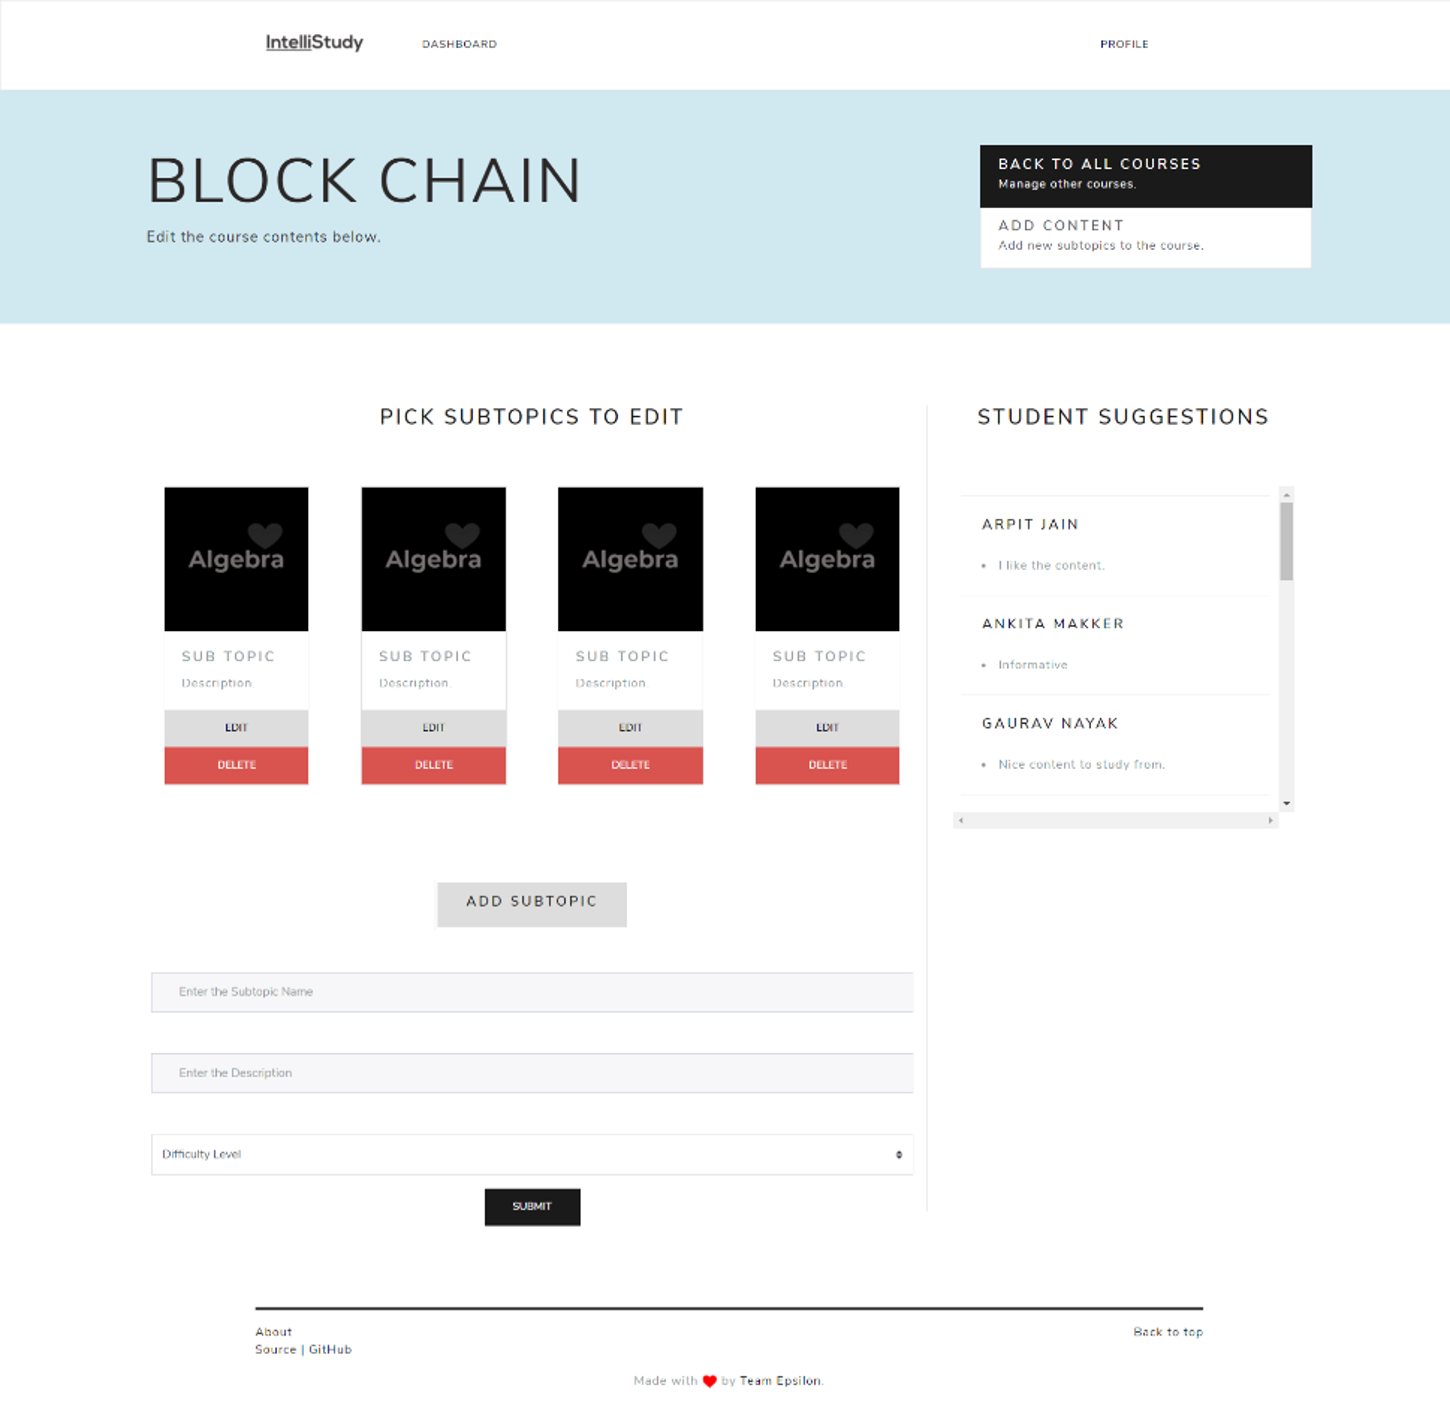 IntelliStudy
DASHBOARD
PROFILE
BLOCK CHAIN
Edit the course contents below.
BACK TO ALL COURSES
Manage other courses.
ADD CONTENT
Add new subtopics to the course.
PICK SUBTOPICS TO EDIT
Algebra
SUB TOPIC
Description.
EDIT
DELETE
Algebra
SUB TOPIC
Description.
EDIT
DELETE
Algebra
SUB TOPIC
Description
EDIT
DELETE
Algebra
SUB TOPIC
Description.
EDIT
DELETE
STUDENT SUGGESTIONS
ARPIT JAIN
• I like the content.
ANKITA MAKKER
• Informative
GAURAV NAYAK
• Nice content to study from.
ADD SUBTOPIC
Enter the Subtopic Name
Enter the Description
Difficulty Level
SUBMIT
About
Source | GitHub
Back to top
Made with ❤ by Team Epsilon.